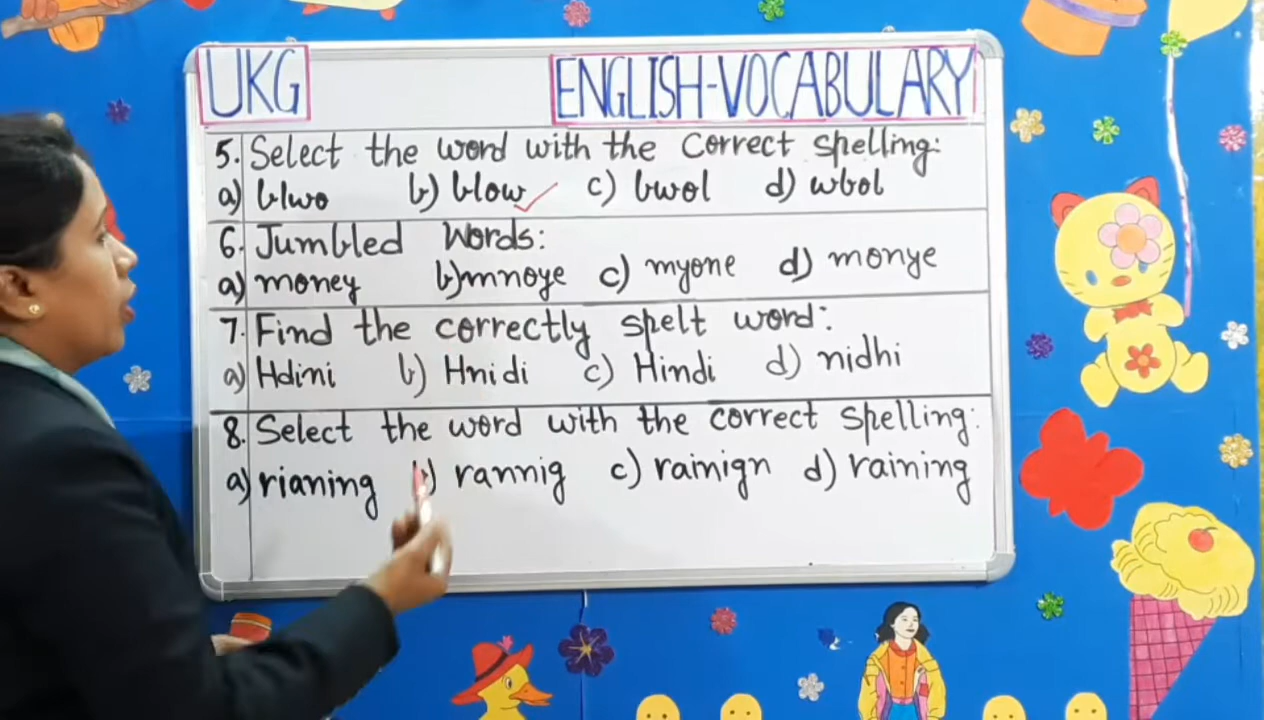 UKG
ENGLISH-VOCABULARY
5. Select the word with the correct spelling:
a) blwo b) blow ✓ c) bwol d) wbol
6. Jumbled Words:
a) money b) mnoye c) myone d) monye
7. Find the correctly spelt word:
a) Hdini b) Hnidi c) Hindi d) nidhi
8. Select the word with the correct spelling:
a) rianing b) rannig c) rainign d) raining